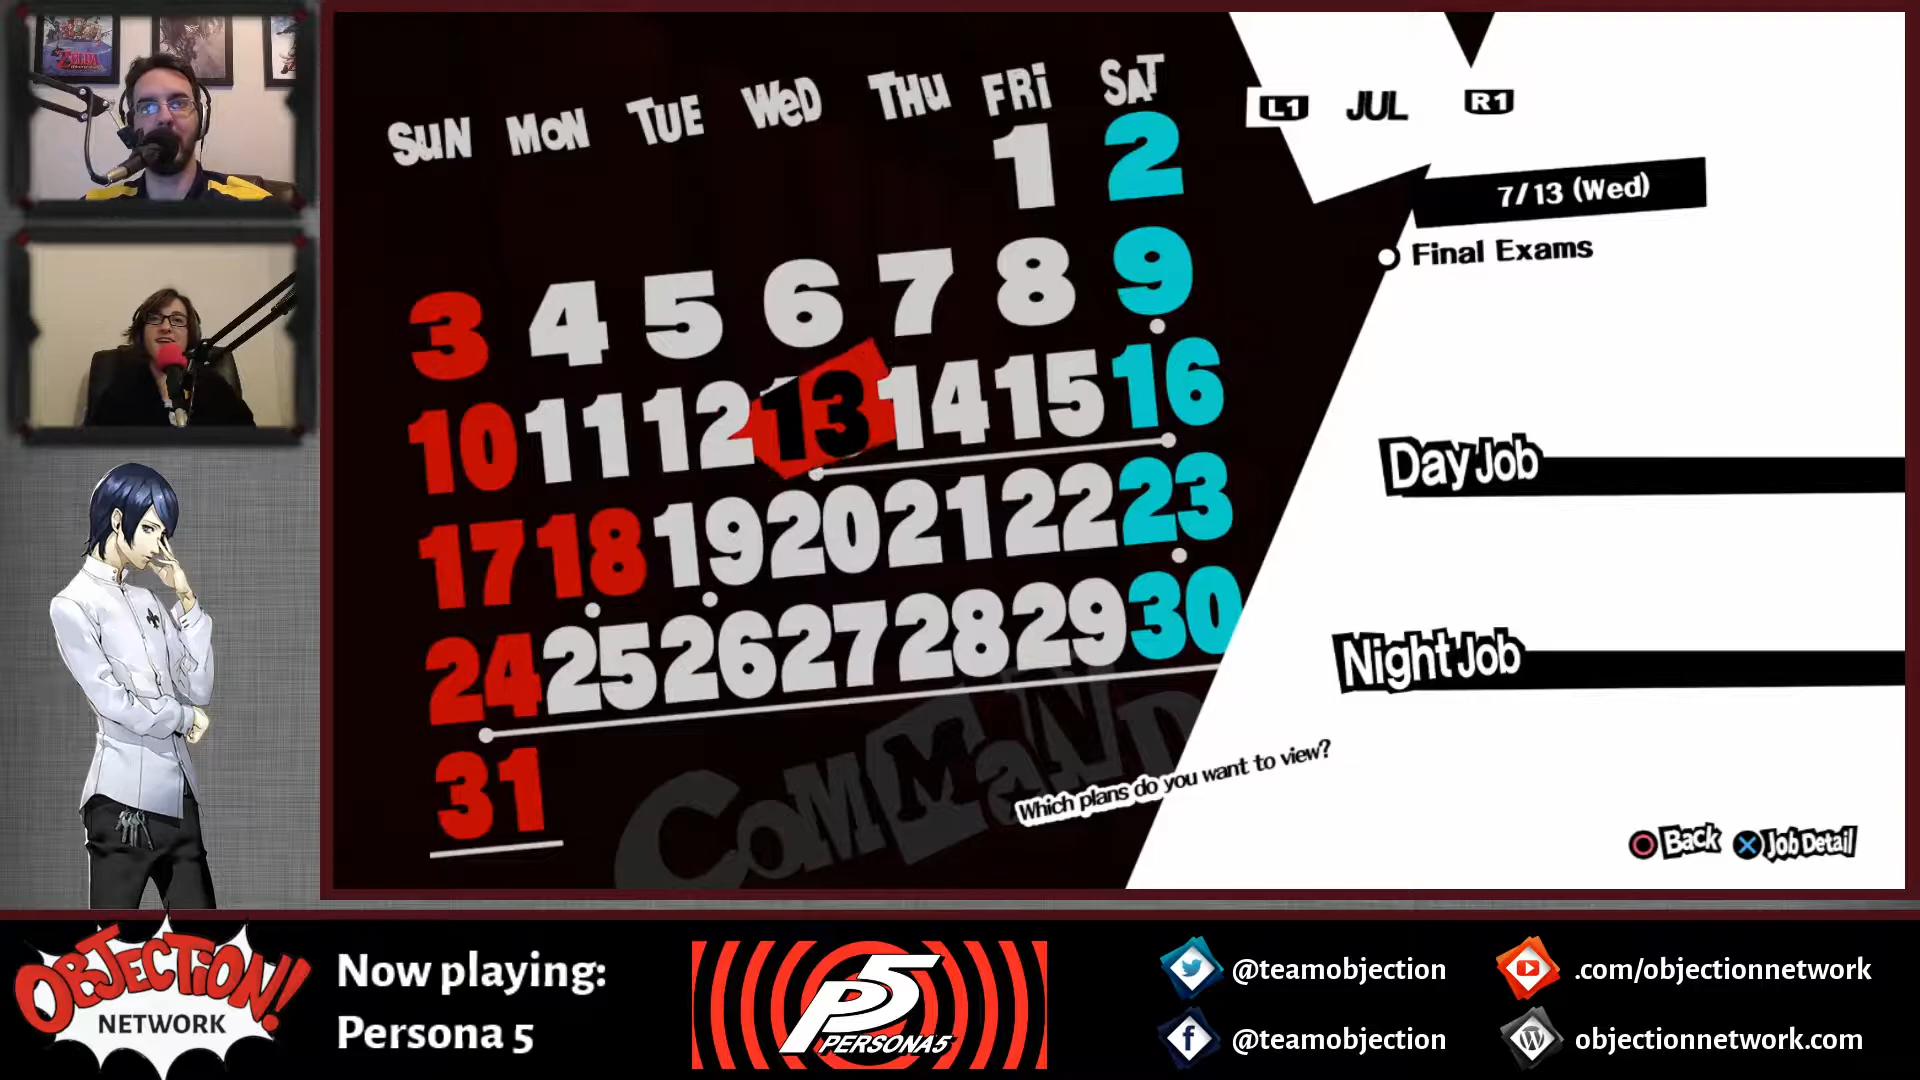 ZELDA
SUN MON TUE WeD THU FRi SAT
1 2
3 4 5 6 7 8 9
10 11 12 13 14 15 16
17 18 19 20 21 22 23
24 25 26 27 28 29 30
31
L1 JUL R1
7/13 (Wed)
Final Exams
Day Job
Night Job
CoMMaND
Which plans do you want to view?
Back Job Detail
OBJECTiON!
NETWORK
Now playing:
Persona 5
P5
PERSONA5
@teamobjection
.com/objectionnetwork
@teamobjection
objectionnetwork.com